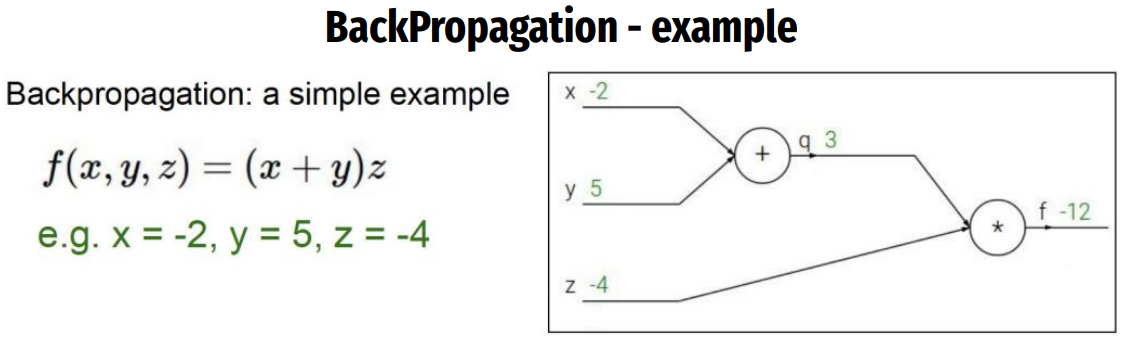 BackPropagation - example
Backpropagation: a simple example
f(x, y, z) = (x + y)z
e.g. x = -2, y = 5, z = -4
x -2
+
q 3
y 5
*
f -12
z -4